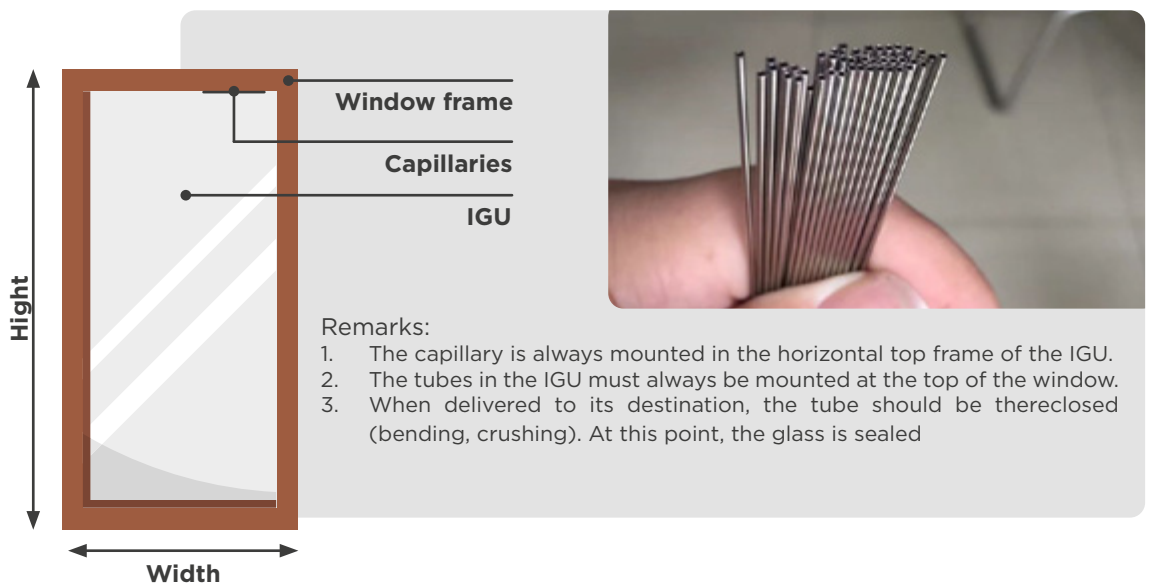 Window frame
Capillaries
IGU
Hight
Width
Remarks:
1. The capillary is always mounted in the horizontal top frame of the IGU.
2. The tubes in the IGU must always be mounted at the top of the window.
3. When delivered to its destination, the tube should be thereclosed
(bending, crushing). At this point, the glass is sealed